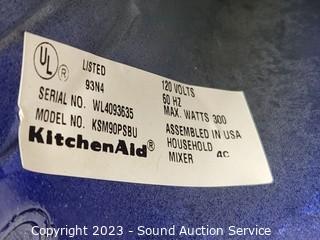 UL® LISTED
93N4
SERIAL NO. WL4093635
MODEL NO. KSM90PSBU
KitchenAid®
120 VOLTS
60 HZ
MAX. WATTS 300
ASSEMBLED IN USA
HOUSEHOLD
MIXER AC
Copyright 2023 - Sound Auction Service